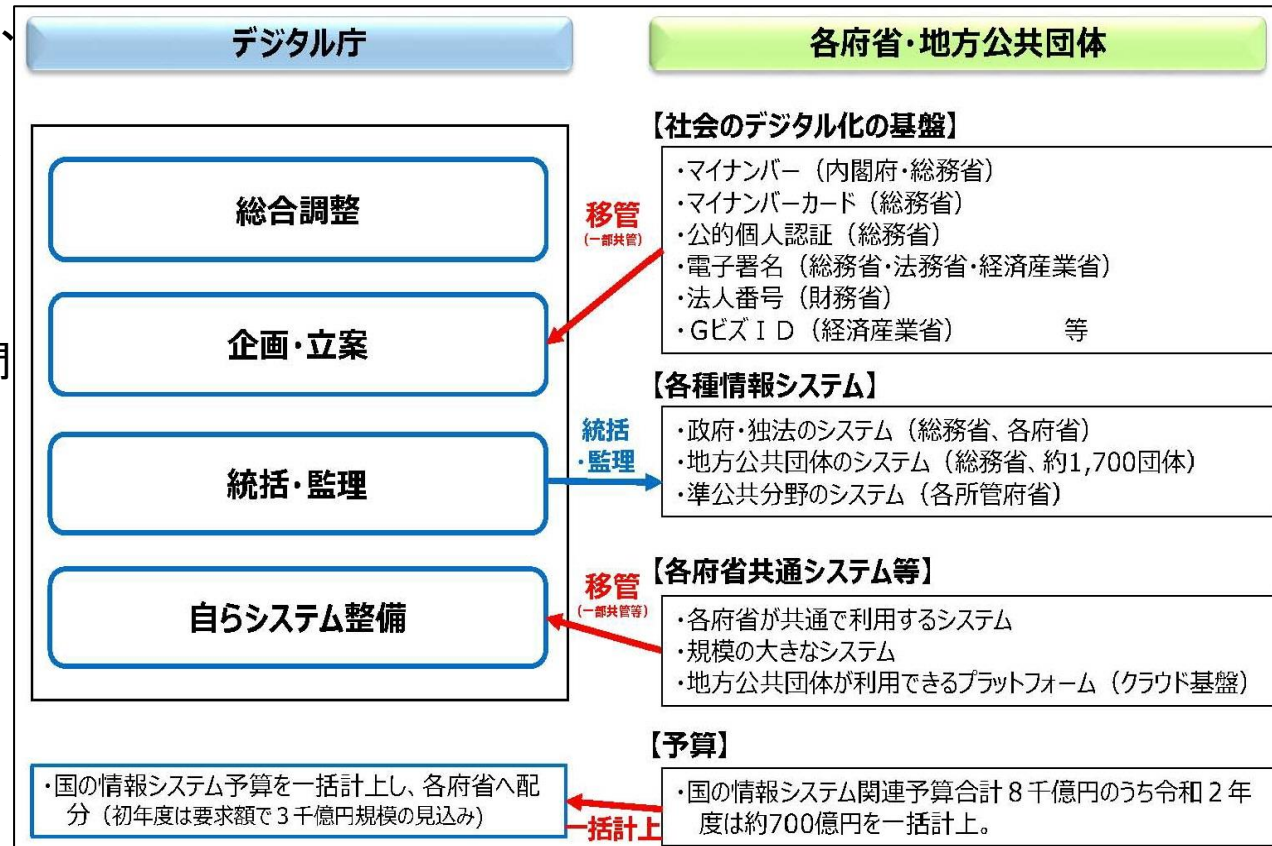 、
デジタル庁
各府省・地方公共団体
総合調整
企画・立案
統括・監理
自らシステム整備
移管
(一部共管)
【社会のデジタル化の基盤】
・マイナンバー（内閣府・総務省）
・マイナンバーカード（総務省）
・公的個人認証（総務省）
・電子署名（総務省・法務省・経済産業省）
・法人番号（財務省）
・GビズＩＤ（経済産業省）　　　　　等
統括
・監理
【各種情報システム】
・政府・独法のシステム（総務省、各府省）
・地方公共団体のシステム（総務省、約1,700団体）
・準公共分野のシステム（各所管府省）
移管
(一部共管等)
【各府省共通システム等】
・各府省が共通で利用するシステム
・規模の大きなシステム
・地方公共団体が利用できるプラットフォーム（クラウド基盤）
・国の情報システム予算を一括計上し、各府省へ配
分（初年度は要求額で３千億円規模の見込み)
一括計上
【予算】
・国の情報システム関連予算合計８千億円のうち令和２年
度は約700億円を一括計上。